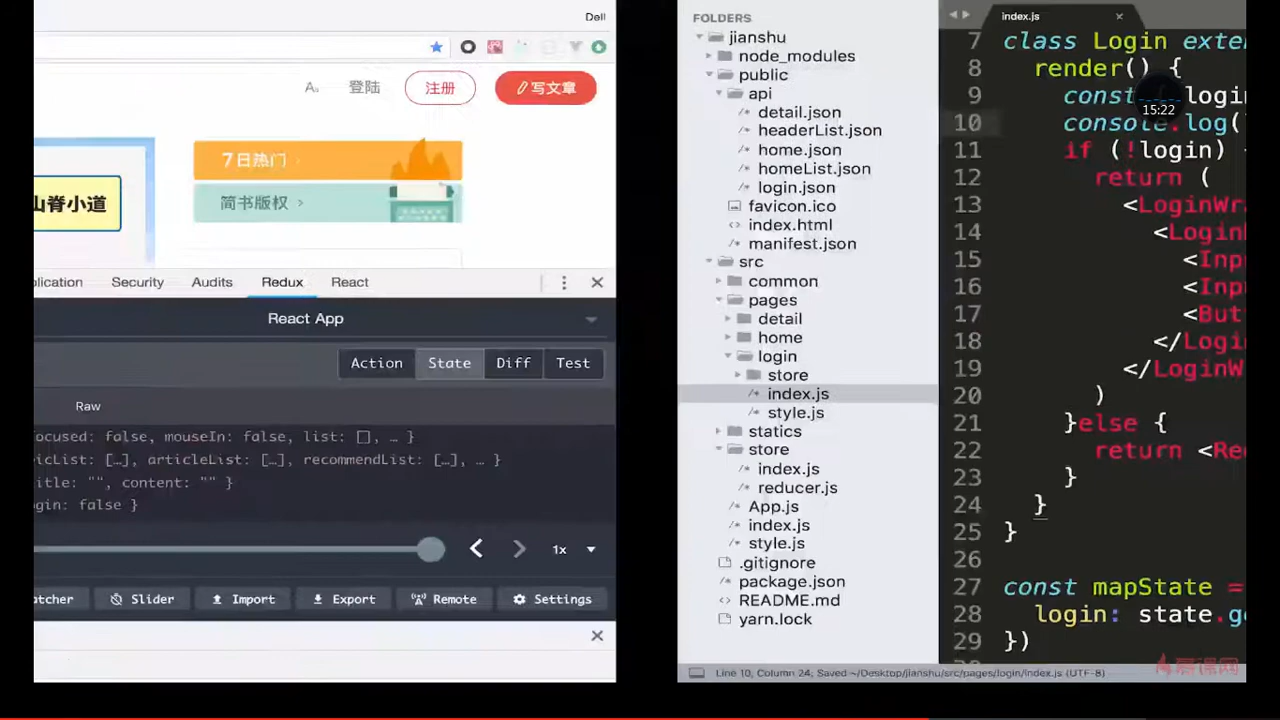 Dell
登陆
注册
写文章
7日热门
山脊小道
简书版权
plication Security Audits Redux React
React App
Action State Diff Test
Raw
ocused: false, mouseIn: false, list: [], … }
icList: […], articleList: […], recommendList: […], … }
itle: "", content: "" }
gin: false }
1x
tcher Slider Import Export Remote Settings
FOLDERS
jianshu
node_modules
public
api
detail.json
headerList.json
home.json
homeList.json
login.json
favicon.ico
index.html
manifest.json
src
common
pages
detail
home
login
store
index.js
style.js
statics
store
index.js
reducer.js
App.js
index.js
style.js
.gitignore
package.json
README.md
yarn.lock
index.js
7 class Login exte
8 render() {
9 const { login
15:22
10 console.log(
11 if (!login) {
12 return (
13 <LoginWr
14 <Login
15 <Inp
16 <Inp
17 <But
18 </Logi
19 </LoginW
20 )
21 }else {
22 return <Re
23 }
24 }
25 }
26
27 const mapState =
28 login: state.ge
29 })
Line 10, Column 24; Saved ~/Desktop/jianshu/src/pages/login/index.js (UTF-8)
慕课网